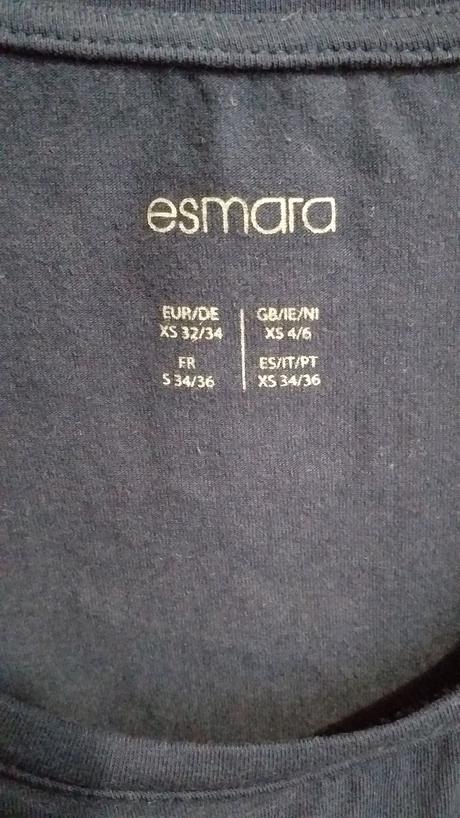 esmara
EUR/DE
XS 32/34
FR
S 34/36
GB/IE/NI
XS 4/6
ES/IT/PT
XS 34/36